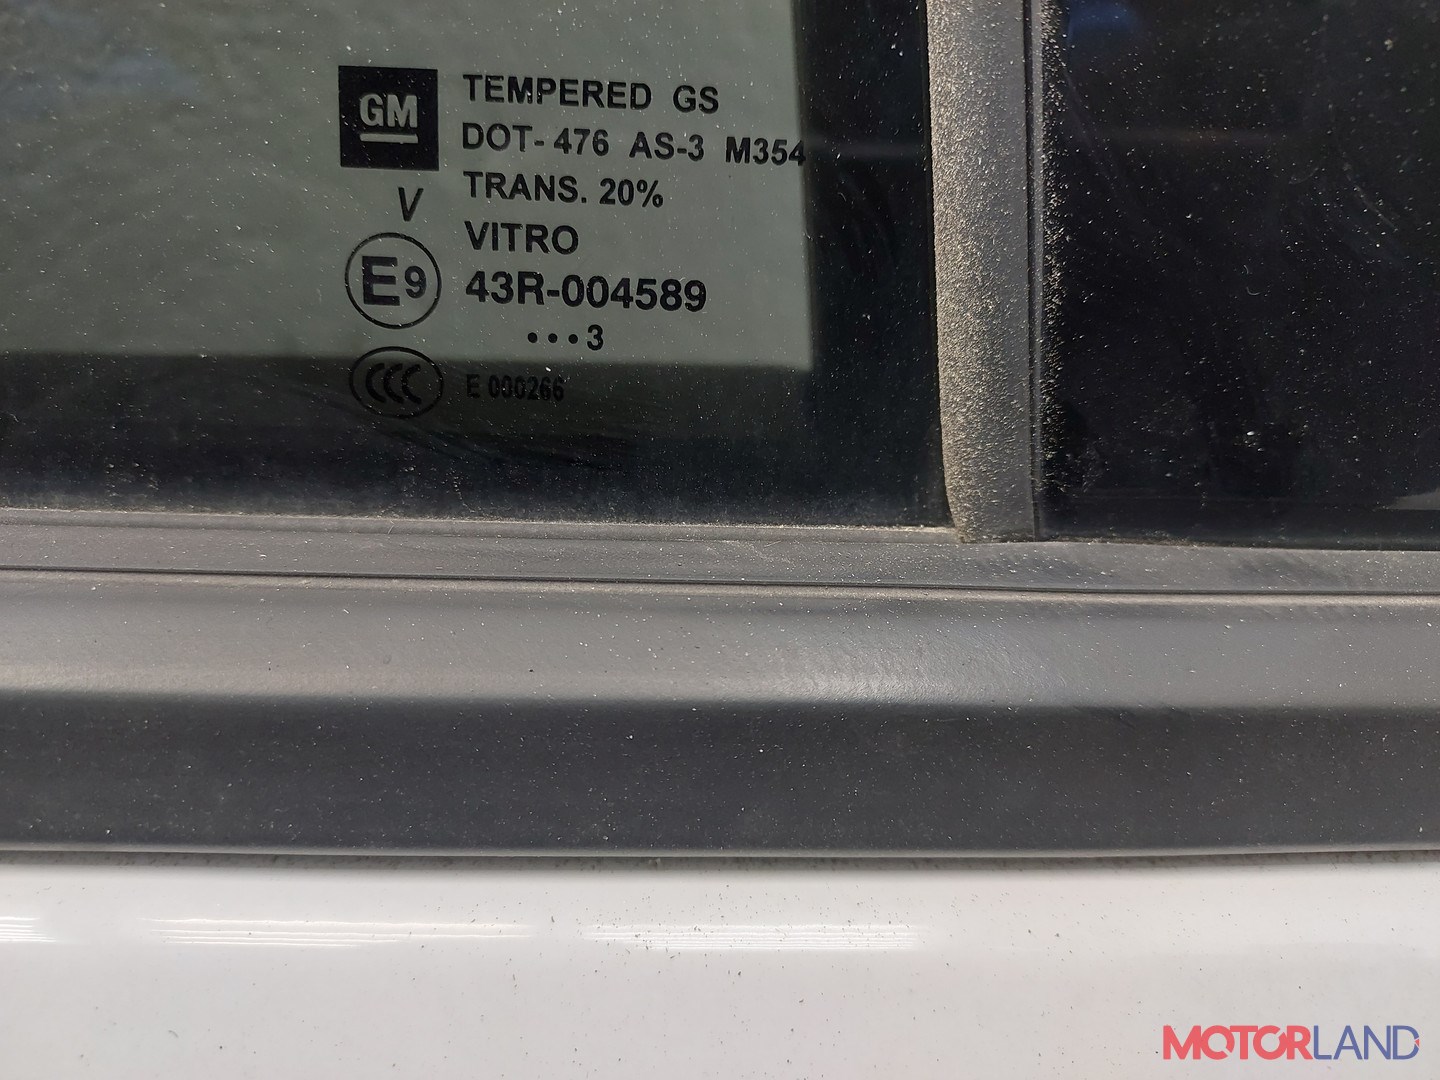 GM
TEMPERED GS
DOT-476 AS-3 M354
TRANS. 20%
V
VITRO
E9 43R-004589
•••3
CCC E 000266
MOTORLAND